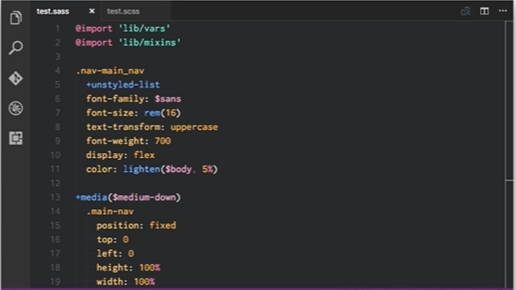 test.sass × test.scss
1 @import 'lib/vars'
2 @import 'lib/mixins'
3
4 .nav-main_nav
5 +unstyled-list
6 font-family: $sans
7 font-size: rem(16)
8 text-transform: uppercase
9 font-weight: 700
10 display: flex
11 color: lighten($body, 5%)
12
13 +media($medium-down)
14 .main-nav
15 position: fixed
16 top: 0
17 left: 0
18 height: 100%
19 width: 100%